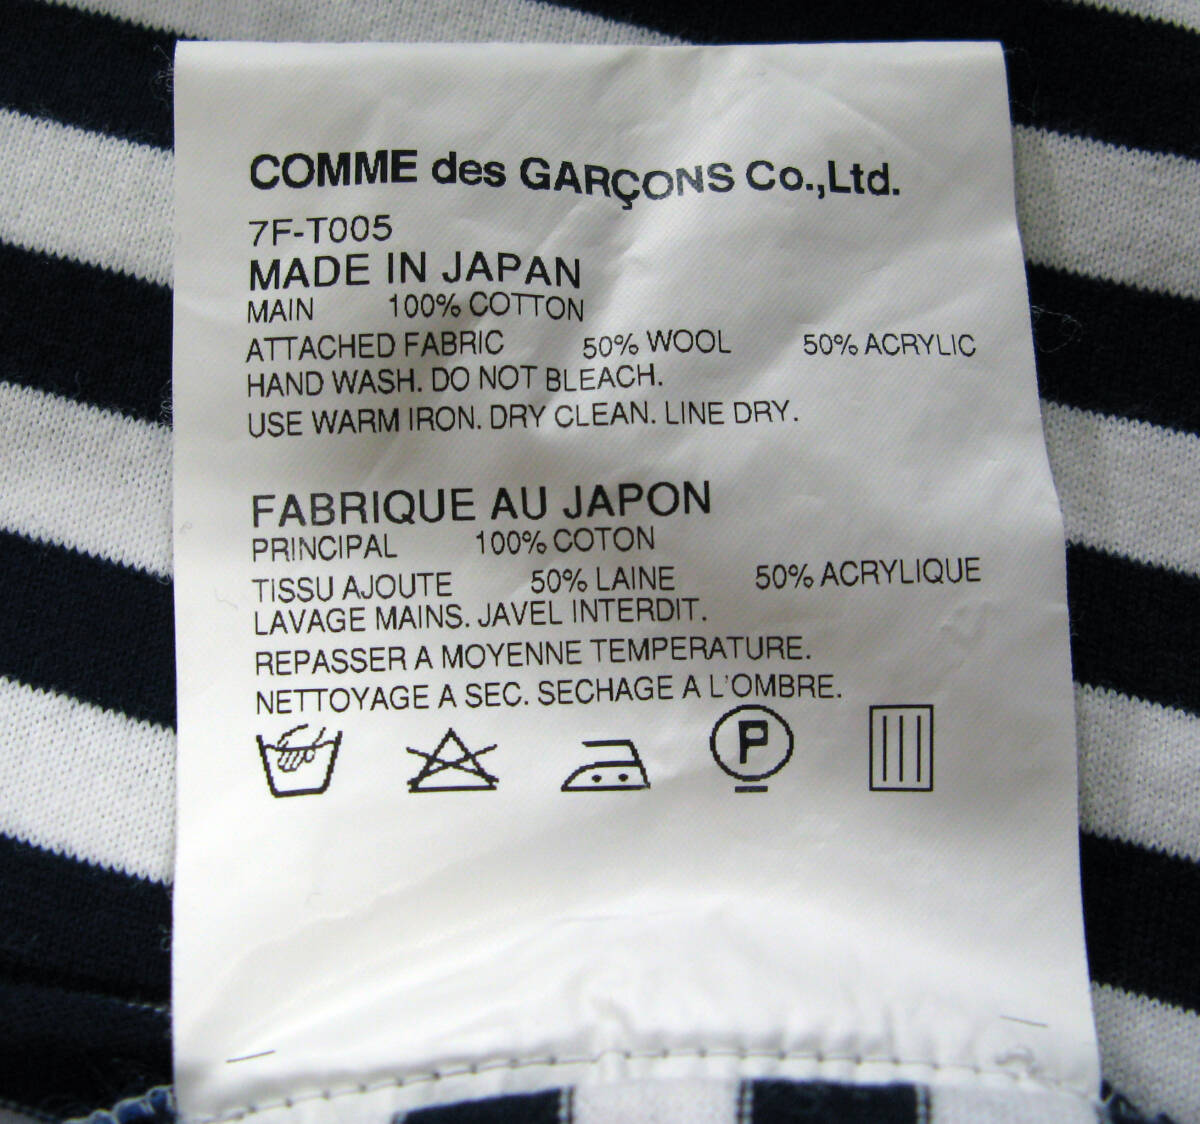 COMME des GARÇONS Co.,Ltd.
7F-T005
MADE IN JAPAN
MAIN 100% COTTON
ATTACHED FABRIC 50% WOOL 50% ACRYLIC
HAND WASH. DO NOT BLEACH.
USE WARM IRON. DRY CLEAN. LINE DRY.
FABRIQUE AU JAPON
PRINCIPAL 100% COTON
TISSU AJOUTE 50% LAINE 50% ACRYLIQUE
LAVAGE MAINS. JAVEL INTERDIT.
REPASSER A MOYENNE TEMPERATURE.
NETTOYAGE A SEC. SECHAGE A L'OMBRE.
P